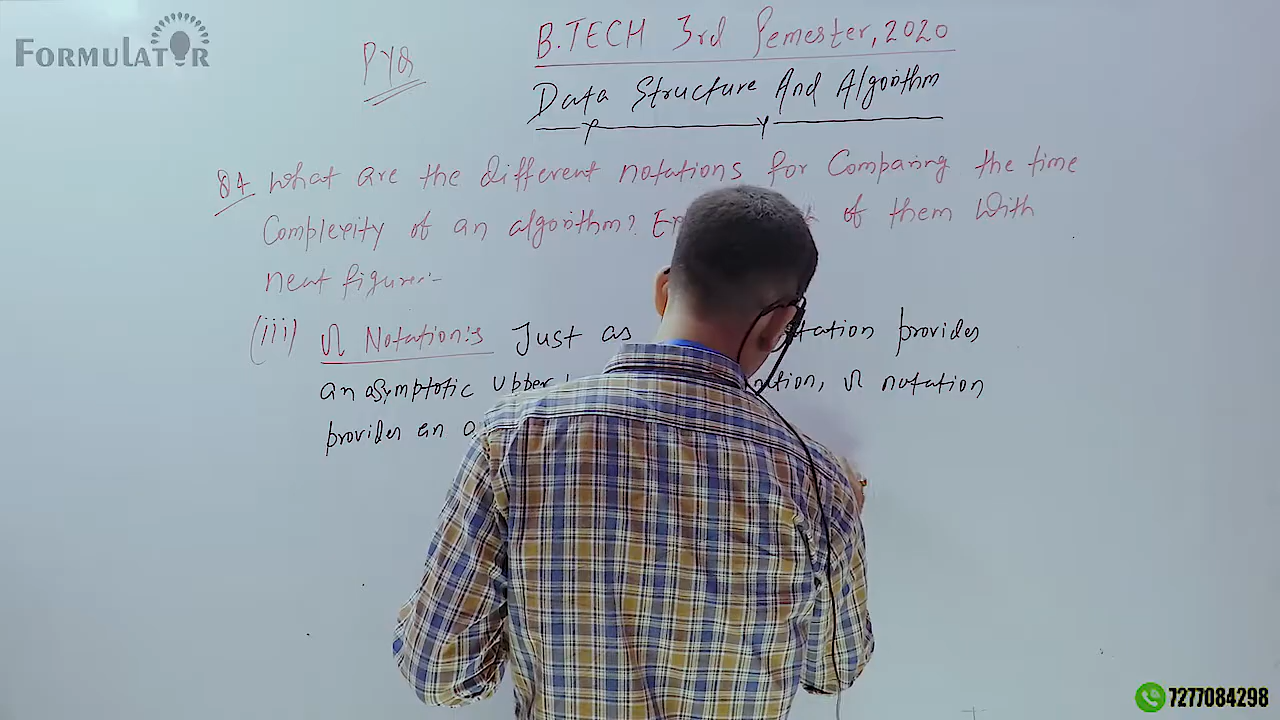 FORMULATOR
PYQ
B.TECH 3rd Semester, 2020
Data Structure And Algorithm
Q4. What are the different notations for Comparing the time
Complexity of an algorithm? of them With
neat figure:-
(iii) Ω Notation:s Just as provides
an asymptotic upper Ω notation
provides an
7277084298